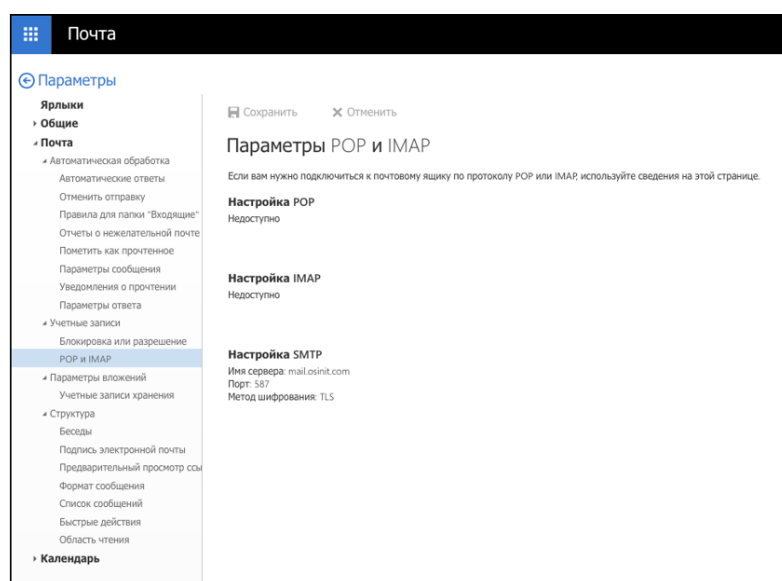 Почта
Параметры
Ярлыки
Общие
Почта
Автоматическая обработка
Автоматические ответы
Отменить отправку
Правила для папки "Входящие"
Отчеты о нежелательной почте
Пометить как прочтенное
Параметры сообщения
Уведомления о прочтении
Параметры ответа
Учетные записи
Блокировка или разрешение
POP и IMAP
Параметры вложений
Учетные записи хранения
Структура
Беседы
Подпись электронной почты
Предварительный просмотр ссы
Формат сообщения
Список сообщений
Быстрые действия
Область чтения
Календарь
Сохранить Отменить
Параметры POP и IMAP
Если вам нужно подключиться к почтовому ящику по протоколу POP или IMAP, используйте сведения на этой странице.
Настройка POP
Недоступно
Настройка IMAP
Недоступно
Настройка SMTP
Имя сервера: mail.osinit.com
Порт: 587
Метод шифрования: TLS